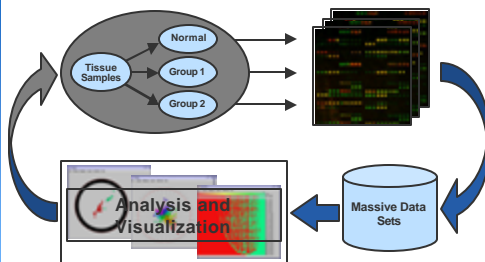 Normal
Tissue
Samples
Group 1
Group 2
Massive Data
Sets
Analysis and
Visualization